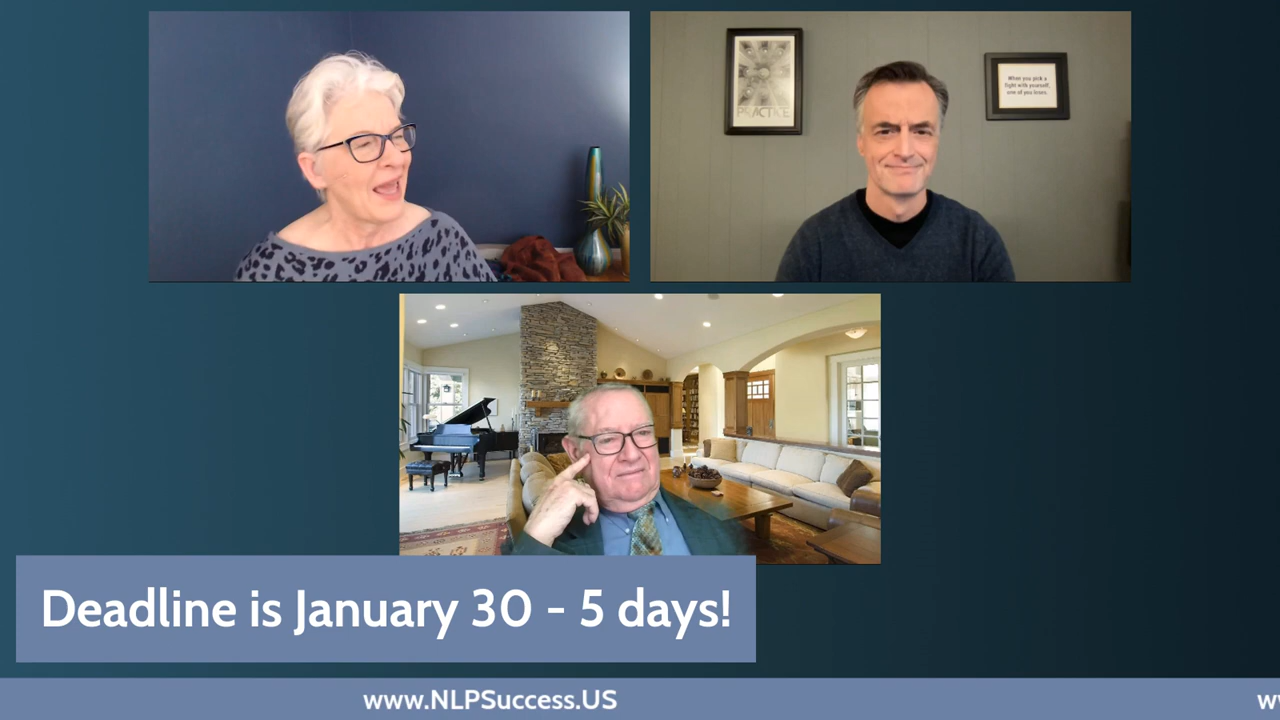 PRACTICE
When you pick a
fight with yourself,
one of you loses.
Deadline is January 30 - 5 days!
www.NLPSuccess.US
w